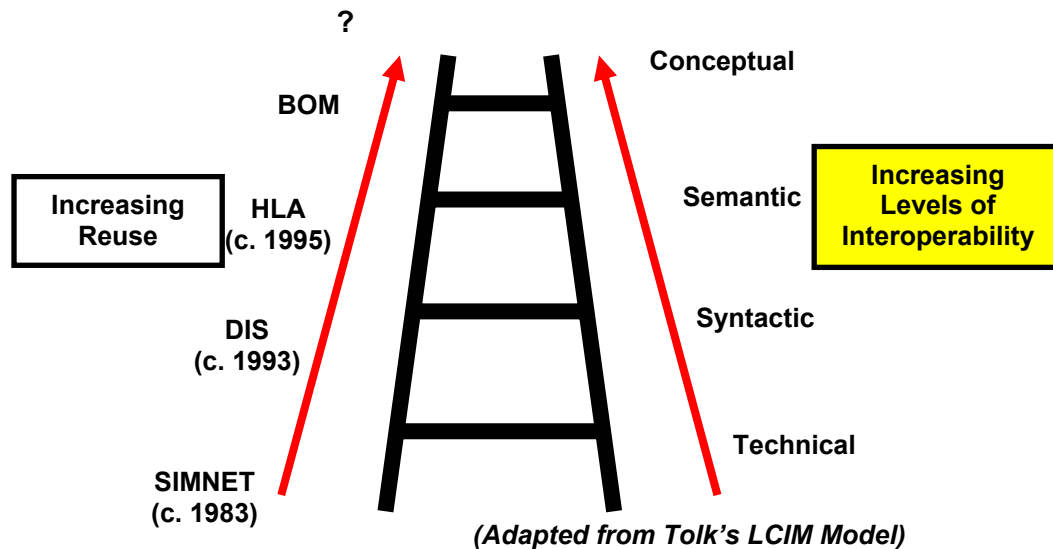 ?
Conceptual
BOM
Increasing
Reuse
HLA
(c. 1995)
Semantic
Increasing
Levels of
Interoperability
DIS
(c. 1993)
Syntactic
Technical
SIMNET
(c. 1983)
(Adapted from Tolk's LCIM Model)